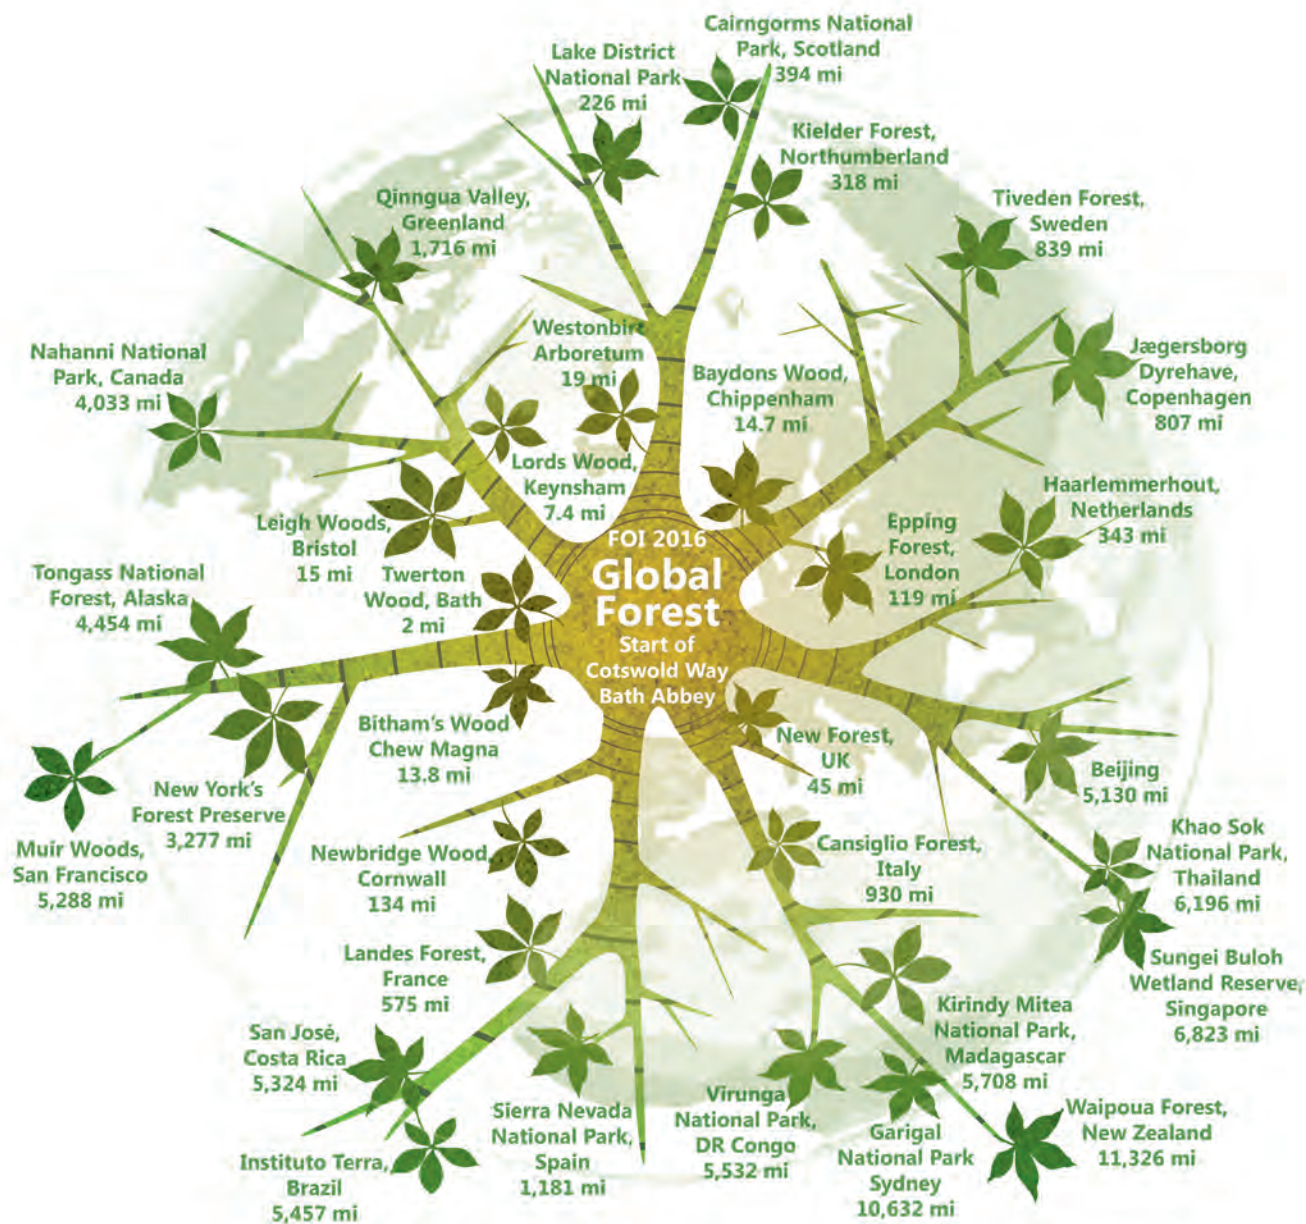 Cairngorms National
Park, Scotland
394 mi
Lake District
National Park
226 mi
Kielder Forest,
Northumberland
318 mi
Qinngua Valley,
Greenland
1,716 mi
Tiveden Forest,
Sweden
839 mi
Nahanni National
Park, Canada
4,033 mi
Westonbirt
Arboretum
19 mi
Baydons Wood,
Chippenham
14.7 mi
Jægersborg
Dyrehave,
Copenhagen
807 mi
Lords Wood,
Keynsham
7.4 mi
Leigh Woods,
Bristol
15 mi
Haarlemmerhout,
Netherlands
343 mi
Epping
Forest,
London
119 mi
Tongass National
Forest, Alaska
4,454 mi
Twerton
Wood, Bath
2 mi
FOI 2016
Global
Forest
Start of
Cotswold Way
Bath Abbey
Bitham's Wood
Chew Magna
13.8 mi
New Forest,
UK
45 mi
Beijing
5,130 mi
New York's
Forest Preserve
3,277 mi
Muir Woods,
San Francisco
5,288 mi
Newbridge Wood,
Cornwall
134 mi
Cansiglio Forest,
Italy
930 mi
Khao Sok
National Park,
Thailand
6,196 mi
Landes Forest,
France
575 mi
Sungei Buloh
Wetland Reserve,
Singapore
6,823 mi
San José,
Costa Rica
5,324 mi
Kirindy Mitea
National Park,
Madagascar
5,708 mi
Instituto Terra,
Brazil
5,457 mi
Sierra Nevada
National Park,
Spain
1,181 mi
Virunga
National Park,
DR Congo
5,532 mi
Garigal
National Park
Sydney
10,632 mi
Waipoua Forest,
New Zealand
11,326 mi